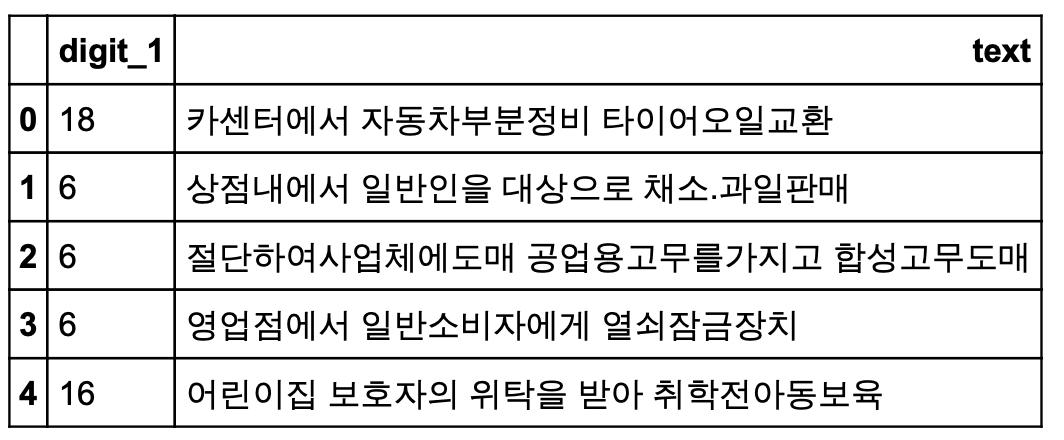 digit_1 text
0 18 카센터에서 자동차부분정비 타이어오일교환
1 6 상점내에서 일반인을 대상으로 채소.과일판매
2 6 절단하여사업체에도매 공업용고무를가지고 합성고무도매
3 6 영업점에서 일반소비자에게 열쇠잠금장치
4 16 어린이집 보호자의 위탁을 받아 취학전아동보육